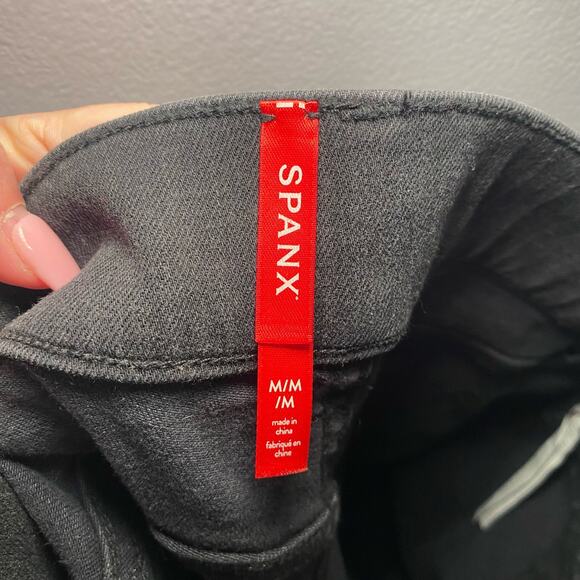 SPANX
M/M
/M
made in
china
fabriqué en
chine